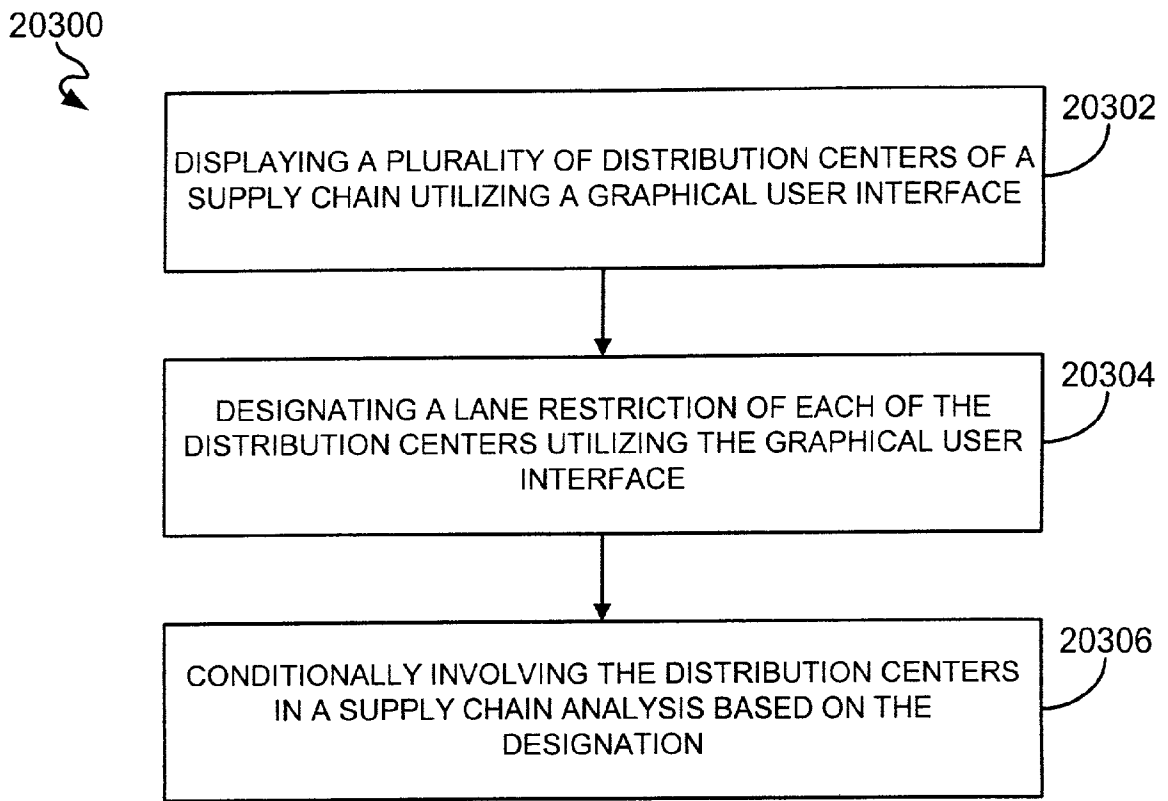 20300
20302
DISPLAYING A PLURALITY OF DISTRIBUTION CENTERS OF A
SUPPLY CHAIN UTILIZING A GRAPHICAL USER INTERFACE
20304
DESIGNATING A LANE RESTRICTION OF EACH OF THE
DISTRIBUTION CENTERS UTILIZING THE GRAPHICAL USER
INTERFACE
20306
CONDITIONALLY INVOLVING THE DISTRIBUTION CENTERS
IN A SUPPLY CHAIN ANALYSIS BASED ON THE
DESIGNATION